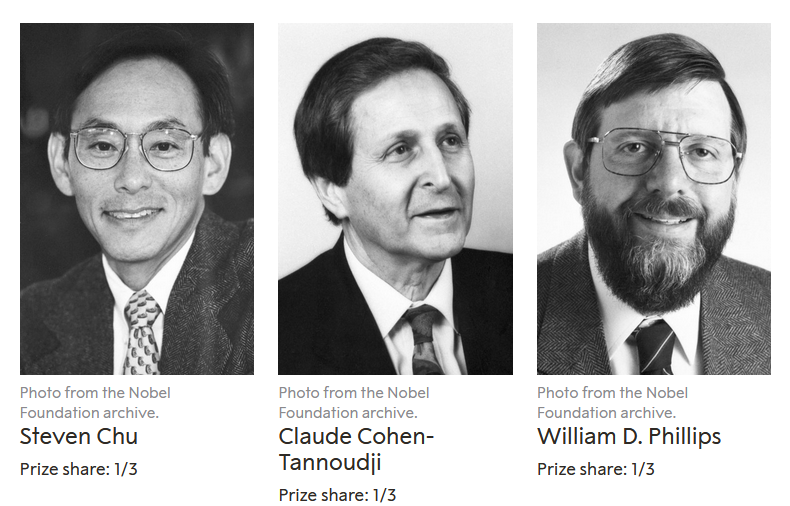 Photo from the Nobel
Foundation archive.
Steven Chu
Prize share: 1/3
Photo from the Nobel
Foundation archive.
Claude Cohen-
Tannoudji
Prize share: 1/3
Photo from the Nobel
Foundation archive.
William D. Phillips
Prize share: 1/3